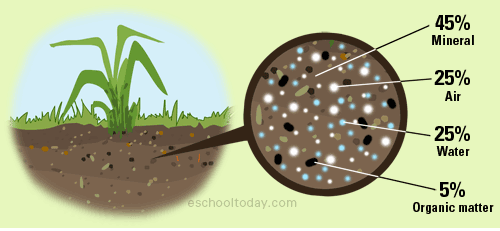 45%
Mineral
25%
Air
25%
Water
5%
Organic matter
eschooltoday.com